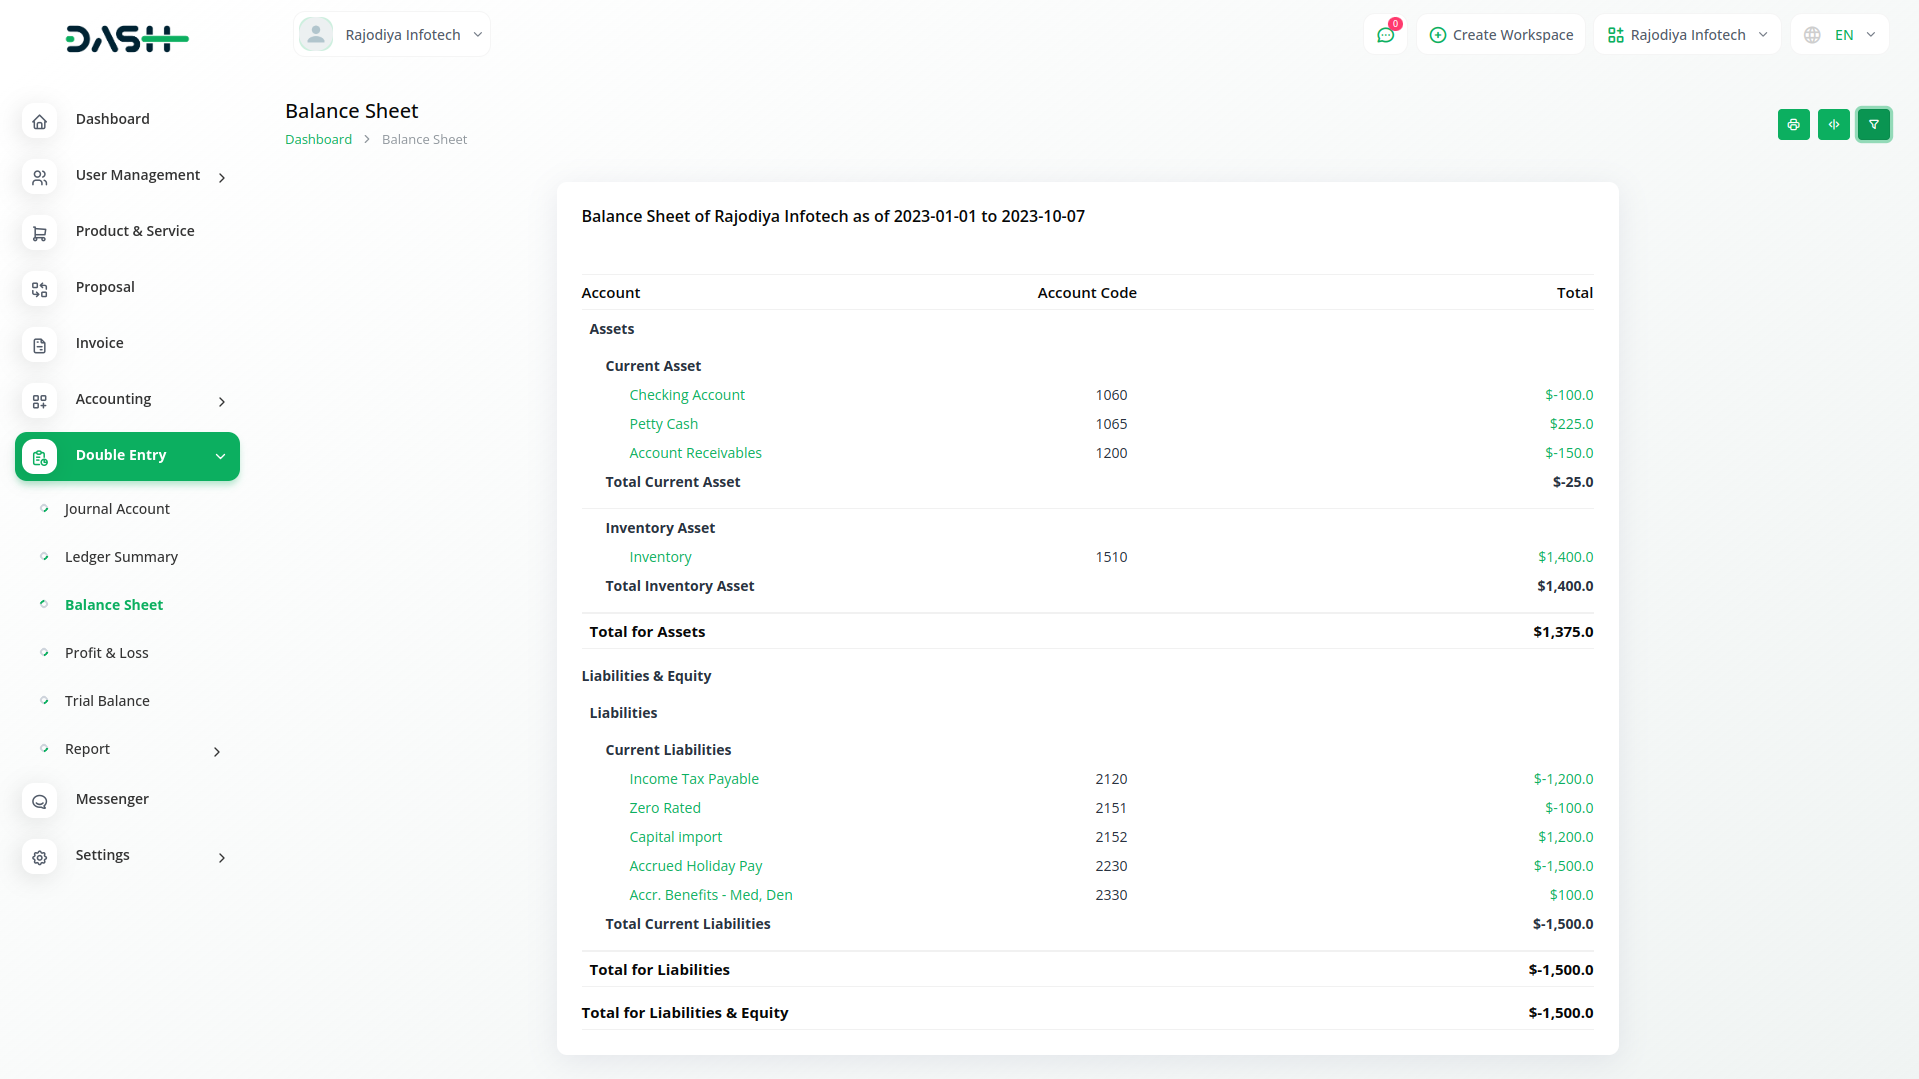 DASH
Rajodiya Infotech
0
Create Workspace
Rajodiya Infotech
EN
Dashboard
User Management
Product & Service
Proposal
Invoice
Accounting
Double Entry
Journal Account
Ledger Summary
Balance Sheet
Profit & Loss
Trial Balance
Report
Messenger
Settings
Balance Sheet
Dashboard > Balance Sheet
Balance Sheet of Rajodiya Infotech as of 2023-01-01 to 2023-10-07
Account Account Code Total
Assets
Current Asset
Checking Account 1060 $-100.0
Petty Cash 1065 $225.0
Account Receivables 1200 $-150.0
Total Current Asset $-25.0
Inventory Asset
Inventory 1510 $1,400.0
Total Inventory Asset $1,400.0
Total for Assets $1,375.0
Liabilities & Equity
Liabilities
Current Liabilities
Income Tax Payable 2120 $-1,200.0
Zero Rated 2151 $-100.0
Capital Import 2152 $1,200.0
Accrued Holiday Pay 2230 $-1,500.0
Accr. Benefits - Med, Den 2330 $100.0
Total Current Liabilities $-1,500.0
Total for Liabilities $-1,500.0
Total for Liabilities & Equity $-1,500.0